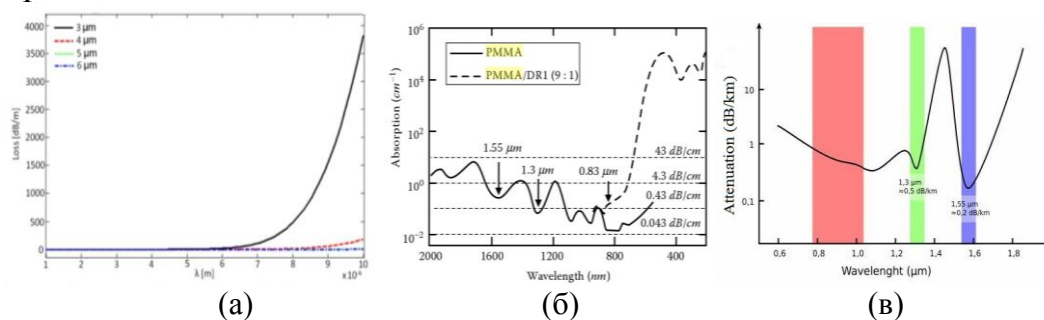 4000
3500
3000
2500
2000
1500
1000
500
0
Loss [dB/m]
3 µm
4 µm
5 µm
6 µm
1 2 3 4 5 6 7 8 9 10
λ [m]
(а)
PMMA
PMMA/DR1 (9 : 1)
Absorption (cm⁻¹)
10⁶
10⁴
10²
10⁰
10⁻²
1.55 µm
1.3 µm
0.83 µm
43 dB/cm
4.3 dB/cm
0.43 dB/cm
0.043 dB/cm
2000 1600 1200 800 400
Wavelength (nm)
(б)
Attenuation (dB/km)
10
1
0.1
1,3 µm
≈0,5 dB/km
1,55 µm
≈0,2 dB/km
0,6 0,8 1,0 1,2 1,4 1,6 1,8
Wavelenght (µm)
(в)